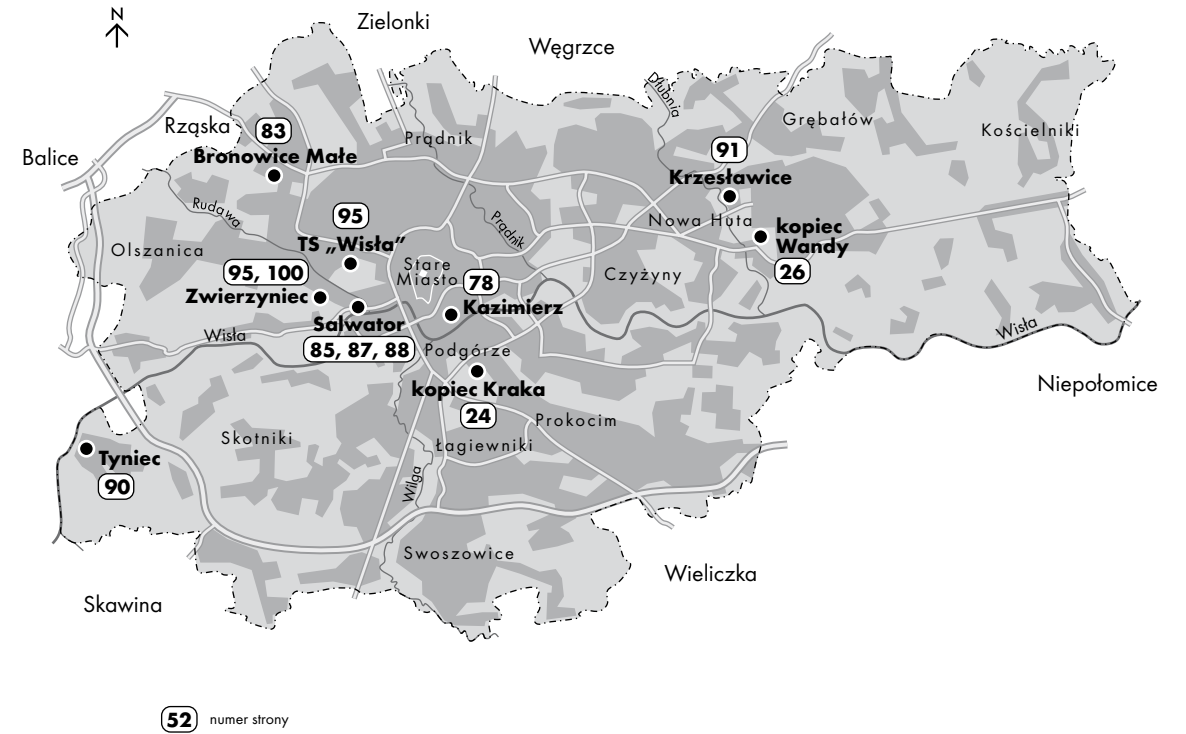 N
Zielonki
Węgrzce
Dłubnia
Rząska
83
Prądnik
Grębałów
Kościelniki
Balice
Bronowice Małe
91
Krzesławice
Rudawa
95
Prądnik
Nowa Huta
kopiec
Wandy
26
Olszanica
TS „Wisła”
Stare
Miasto
Czyżyny
95, 100
78
Zwierzyniec
Kazimierz
Salwator
Wisła
Wisła
85, 87, 88
Podgórze
Niepołomice
kopiec Kraka
24
Prokocim
Skotniki
Łagiewniki
Tyniec
90
Wilga
Swoszowice
Wieliczka
Skawina
52 numer strony